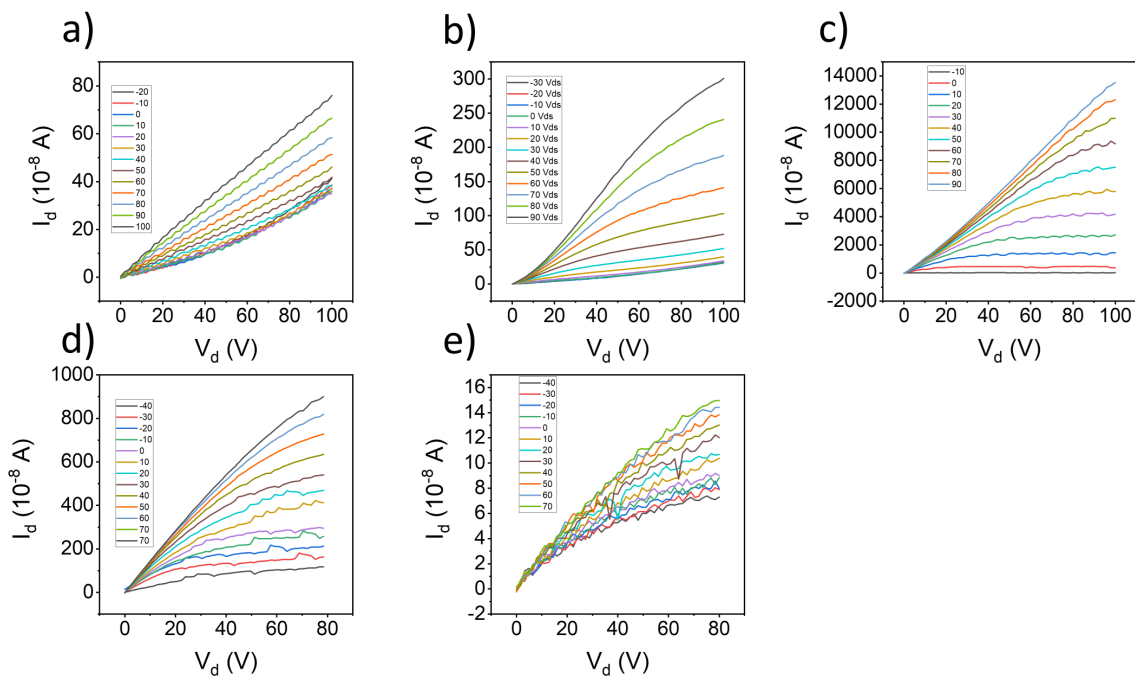 a)
80
60
40
20
0
I_d (10^-8 A)
-20
-10
0
10
20
30
40
50
60
70
80
90
100
0 20 40 60 80 100
V_d (V)
b)
300
250
200
150
100
50
0
I_d (10^-8 A)
-30 Vds
-20 Vds
-10 Vds
0 Vds
10 Vds
20 Vds
30 Vds
40 Vds
50 Vds
60 Vds
70 Vds
80 Vds
90 Vds
0 20 40 60 80 100
V_d (V)
c)
14000
12000
10000
8000
6000
4000
2000
0
-2000
I_d (10^-8 A)
-10
0
10
20
30
40
50
60
70
80
90
0 20 40 60 80 100
V_d (V)
d)
1000
800
600
400
200
0
I_d (10^-8 A)
-40
-30
-20
-10
0
10
20
30
40
50
60
70
70
0 20 40 60 80
V_d (V)
e)
16
14
12
10
8
6
4
2
0
-2
I_d (10^-8 A)
-40
-30
-20
-10
0
10
20
30
40
50
60
70
0 20 40 60 80
V_d (V)